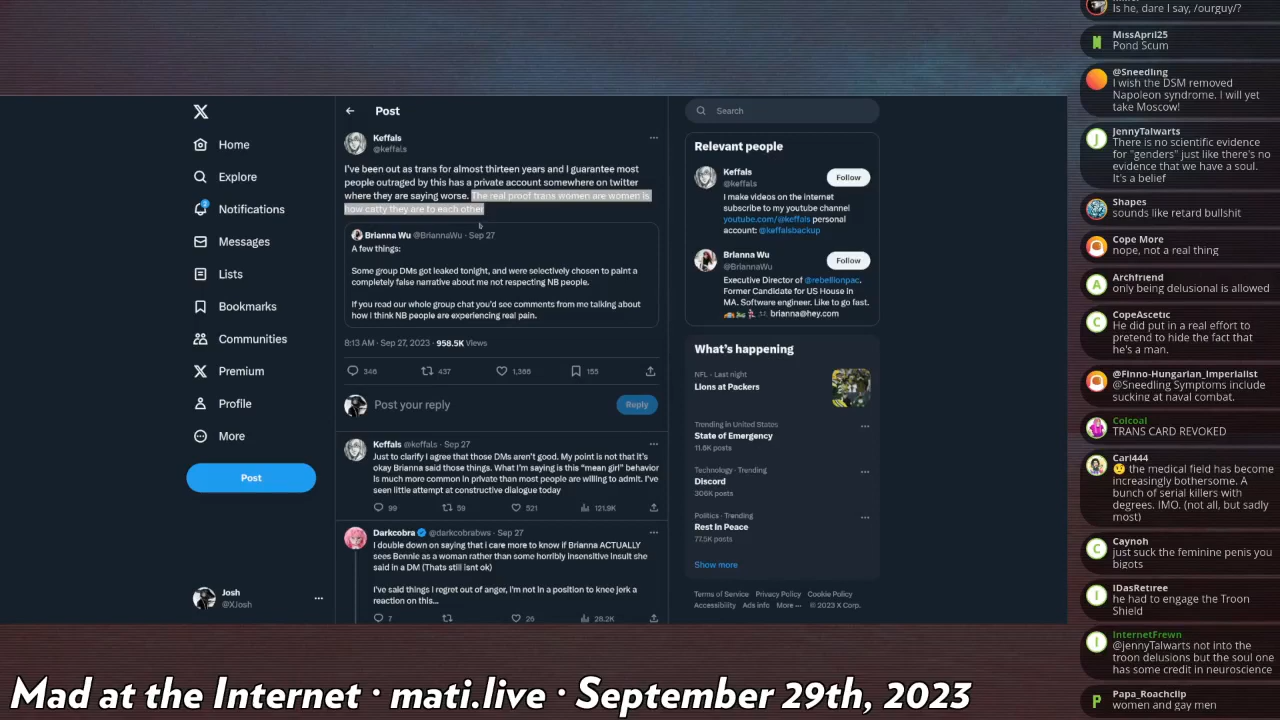 X
Home
Explore
2
Notifications
Messages
Lists
Bookmarks
Communities
Premium
Profile
More
Post
Josh
@XJosh
Post
Keffals
@keffals
I've been out as trans for almost thirteen years and I guarantee most
people outraged by this has a private account somewhere on twitter
where they are saying worse. The real proof trans women are women is
how catty they are to each other
Brianna Wu @BriannaWu · Sep 27
A few things:
Some group DMs got leaked tonight, and were selectively chosen to paint a
completely false narrative about me not respecting NB people.
If you read our whole group chat you'd see comments from me talking about
how I think NB people are experiencing real pain.
8:13 AM · Sep 27, 2023 · 958.5K Views
346 437 1,366 155
Post your reply
Reply
Keffals @keffals · Sep 27
Just to clarify I agree that those DMs aren't good. My point is not that it's
okay Brianna said those things. What I'm saying is this "mean girl" behavior
is much more common in private than most people are willing to admit. I've
seen little attempt at constructive dialogue today
99 59 521 121.9K
Darkcobra @darkcobrabws · Sep 27
I double down on saying that i care more to know if Brianna ACTUALLY
sees Bennie as a woman rather than some horribly insensitive insult she
said in a DM (Thats still isnt ok)
I've said things I regret out of anger, I'm not in a position to knee jerk a
reaction on this...
7 26 28.2K
Search
Relevant people
Keffals
@keffals
Follow
I make videos on the internet
subscribe to my youtube channel
youtube.com/@keffals personal
account: @keffalsbackup
Brianna Wu
@BriannaWu
Follow
Executive Director of @rebellionpac.
Former Candidate for US House in
MA. Software engineer. Like to go fast.
brianna@hey.com
What's happening
NFL · Last night
Lions at Packers
Trending in United States
State of Emergency
11.8K posts
Technology · Trending
Discord
306K posts
Politics · Trending
Rest In Peace
77.5K posts
Show more
Terms of Service Privacy Policy Cookie Policy
Accessibility Ads info More ··· © 2023 X Corp.
Is he, dare I say, /ourguy/?
MissApril25
Pond Scum
@Sneedling
I wish the DSM removed
Napoleon syndrome. I will yet
take Moscow!
JennyTalwarts
There is no scientific evidence
for "genders" just like there's no
evidence that we have a soul.
It's a belief
Shapes
sounds like retard bullshit
Cope More
nope, not a real thing
Archfriend
only being delusional is allowed
CopeAscetic
He did put in a real effort to
pretend to hide the fact that
he's a man.
@Finno-Hungarian_Imperialist
@Sneedling Symptoms include
sucking at naval combat
Colcoal
TRANS CARD REVOKED
Carl444
the medical field has become
increasingly bothersome. A
bunch of serial killers with
degrees. IMO (not all, but sadly
most)
Caynoh
just suck the feminine penis you
bigots
IDasRetiree
he had to engage the Troon
Shield
InternetFrewn
@jennyTalwarts not into the
troon delusions but the soul one
has some credit in neuroscience
Papa_Roachclip
women and gay men
Mad at the Internet · mati.live · September 29th, 2023